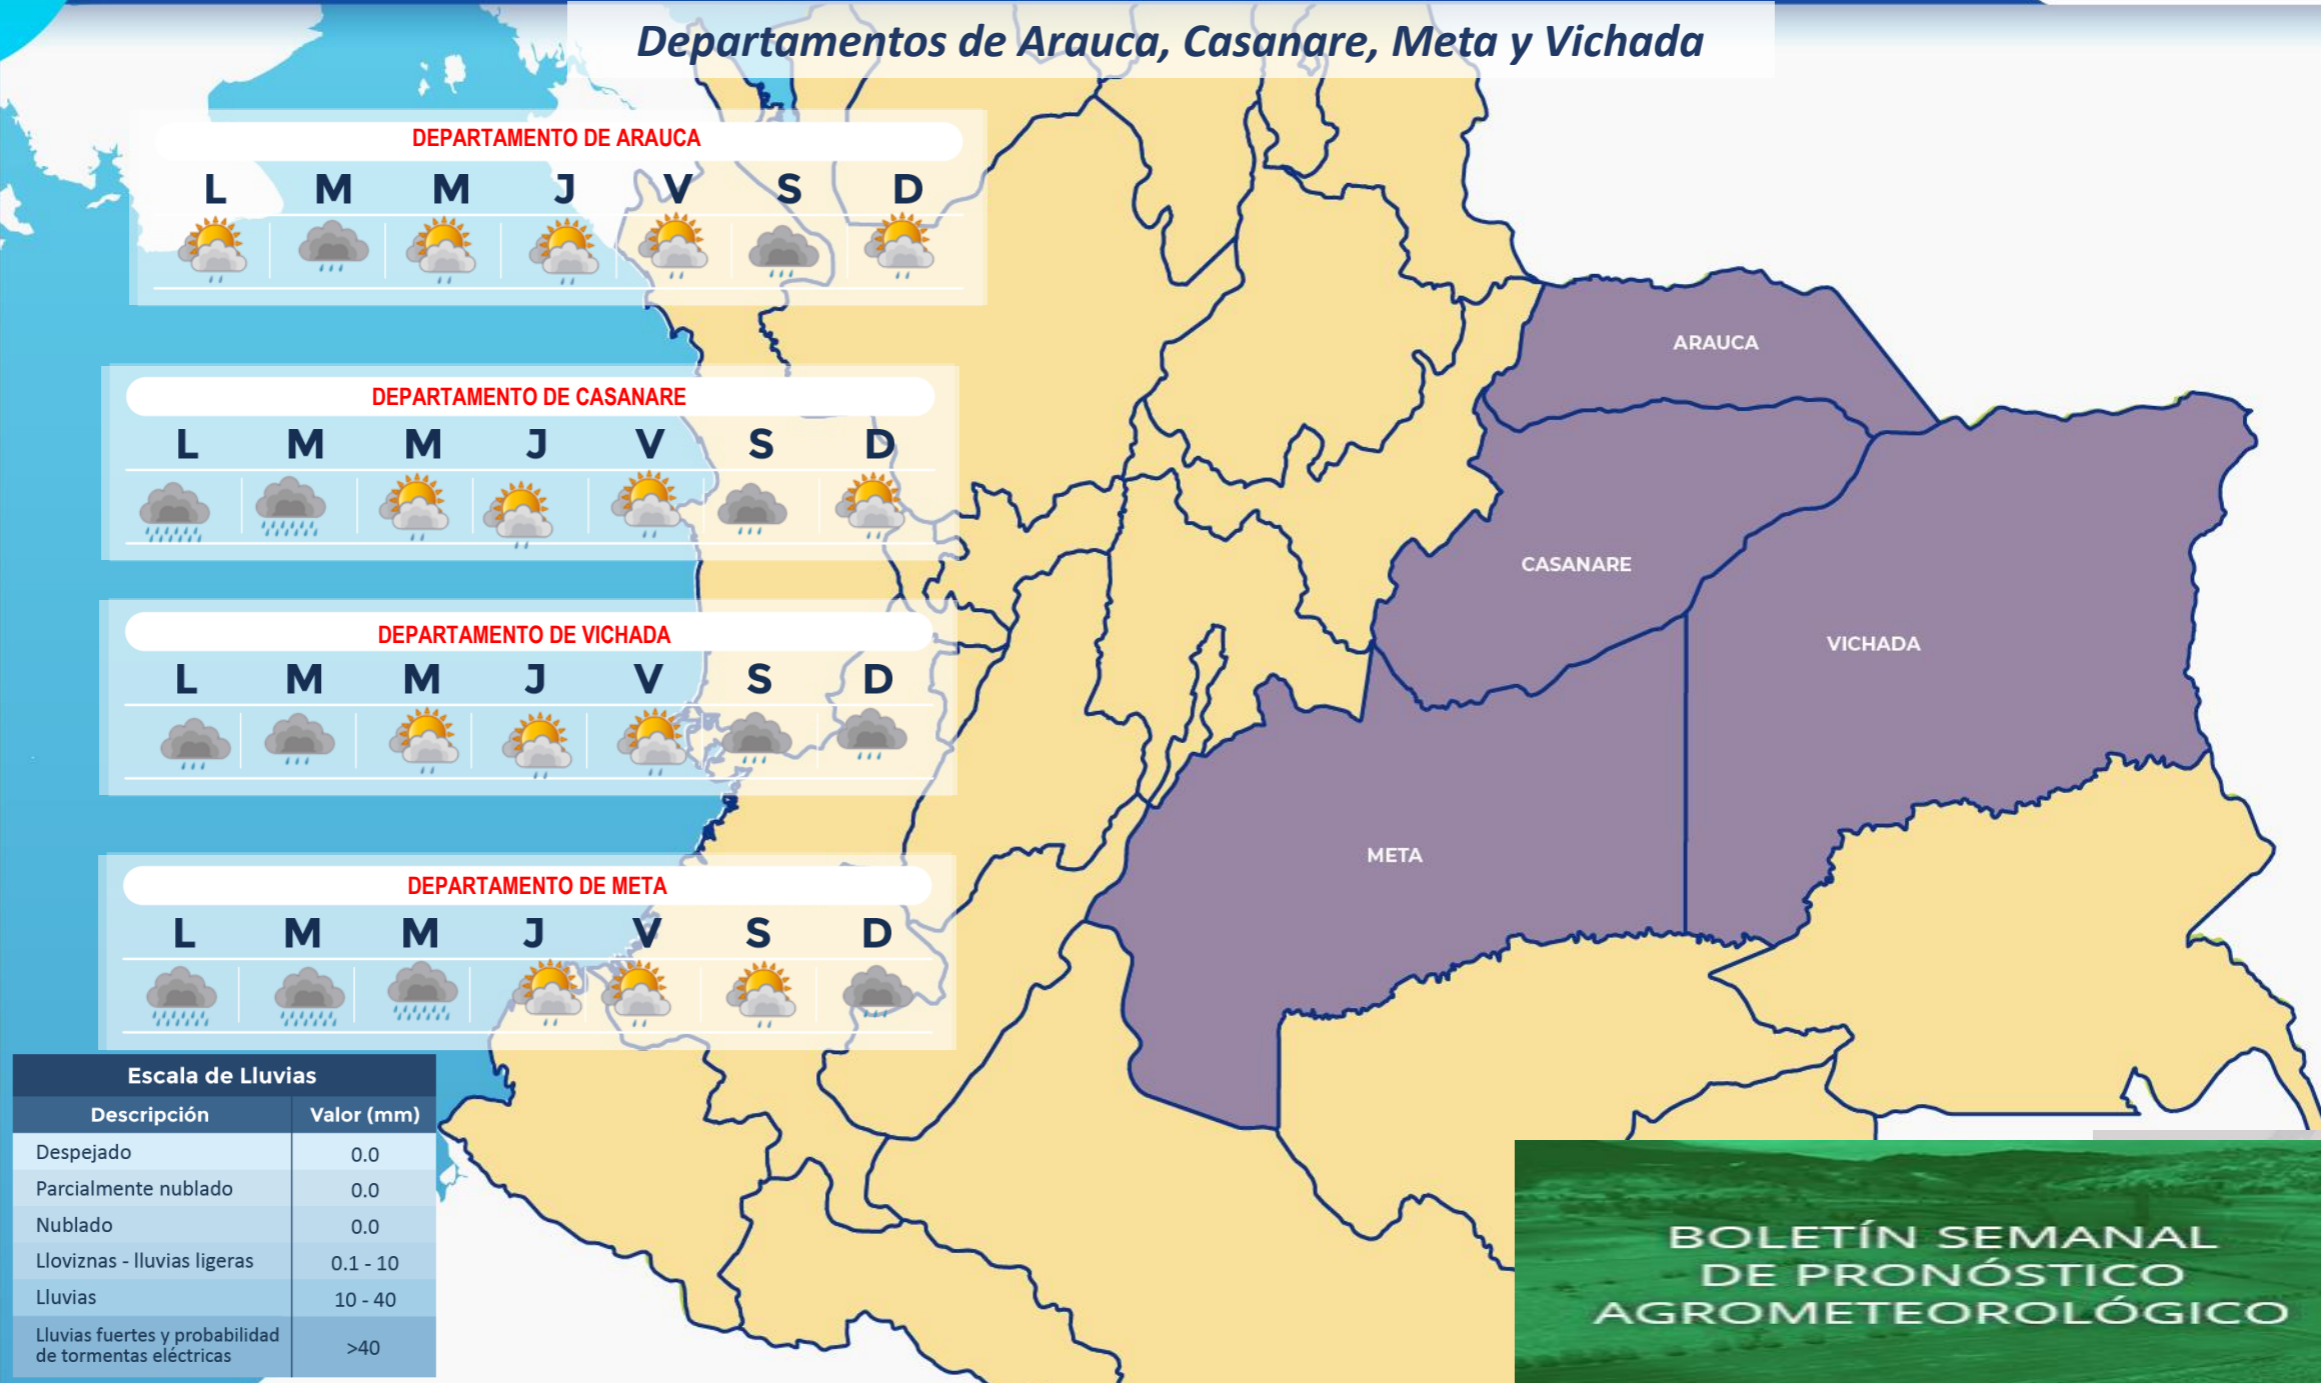 Departamentos de Arauca, Casanare, Meta y Vichada
DEPARTAMENTO DE ARAUCA
L M M J V S D
DEPARTAMENTO DE CASANARE
L M M J V S D
DEPARTAMENTO DE VICHADA
L M M J V S D
DEPARTAMENTO DE META
L M M J V S D
ARAUCA
CASANARE
VICHADA
META
Escala de Lluvias
Descripción Valor (mm)
Despejado 0.0
Parcialmente nublado 0.0
Nublado 0.0
Lloviznas - lluvias ligeras 0.1 - 10
Lluvias 10 - 40
Lluvias fuertes y probabilidad
de tormentas eléctricas >40
BOLETÍN SEMANAL
DE PRONÓSTICO
AGROMETEOROLÓGICO